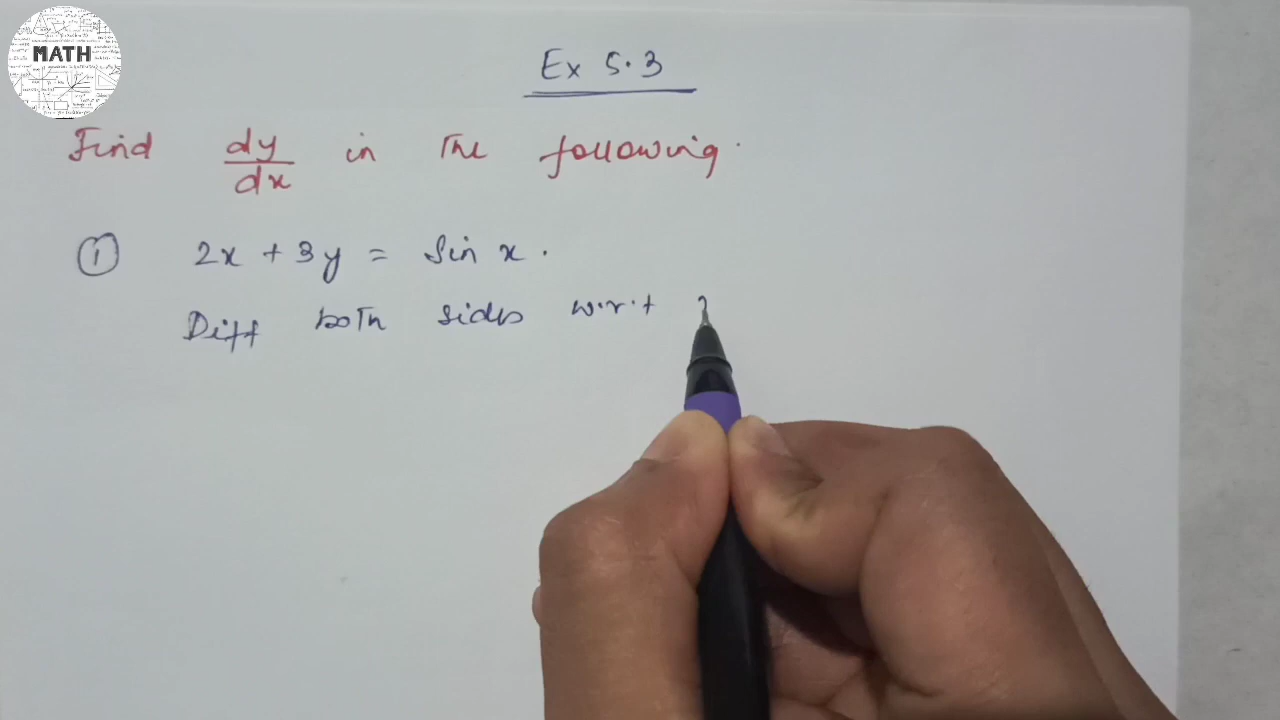 MATH
Ex 5.3
Find dy/dx in the following.
① 2x + 3y = sin x.
Diff both sides w.r.t